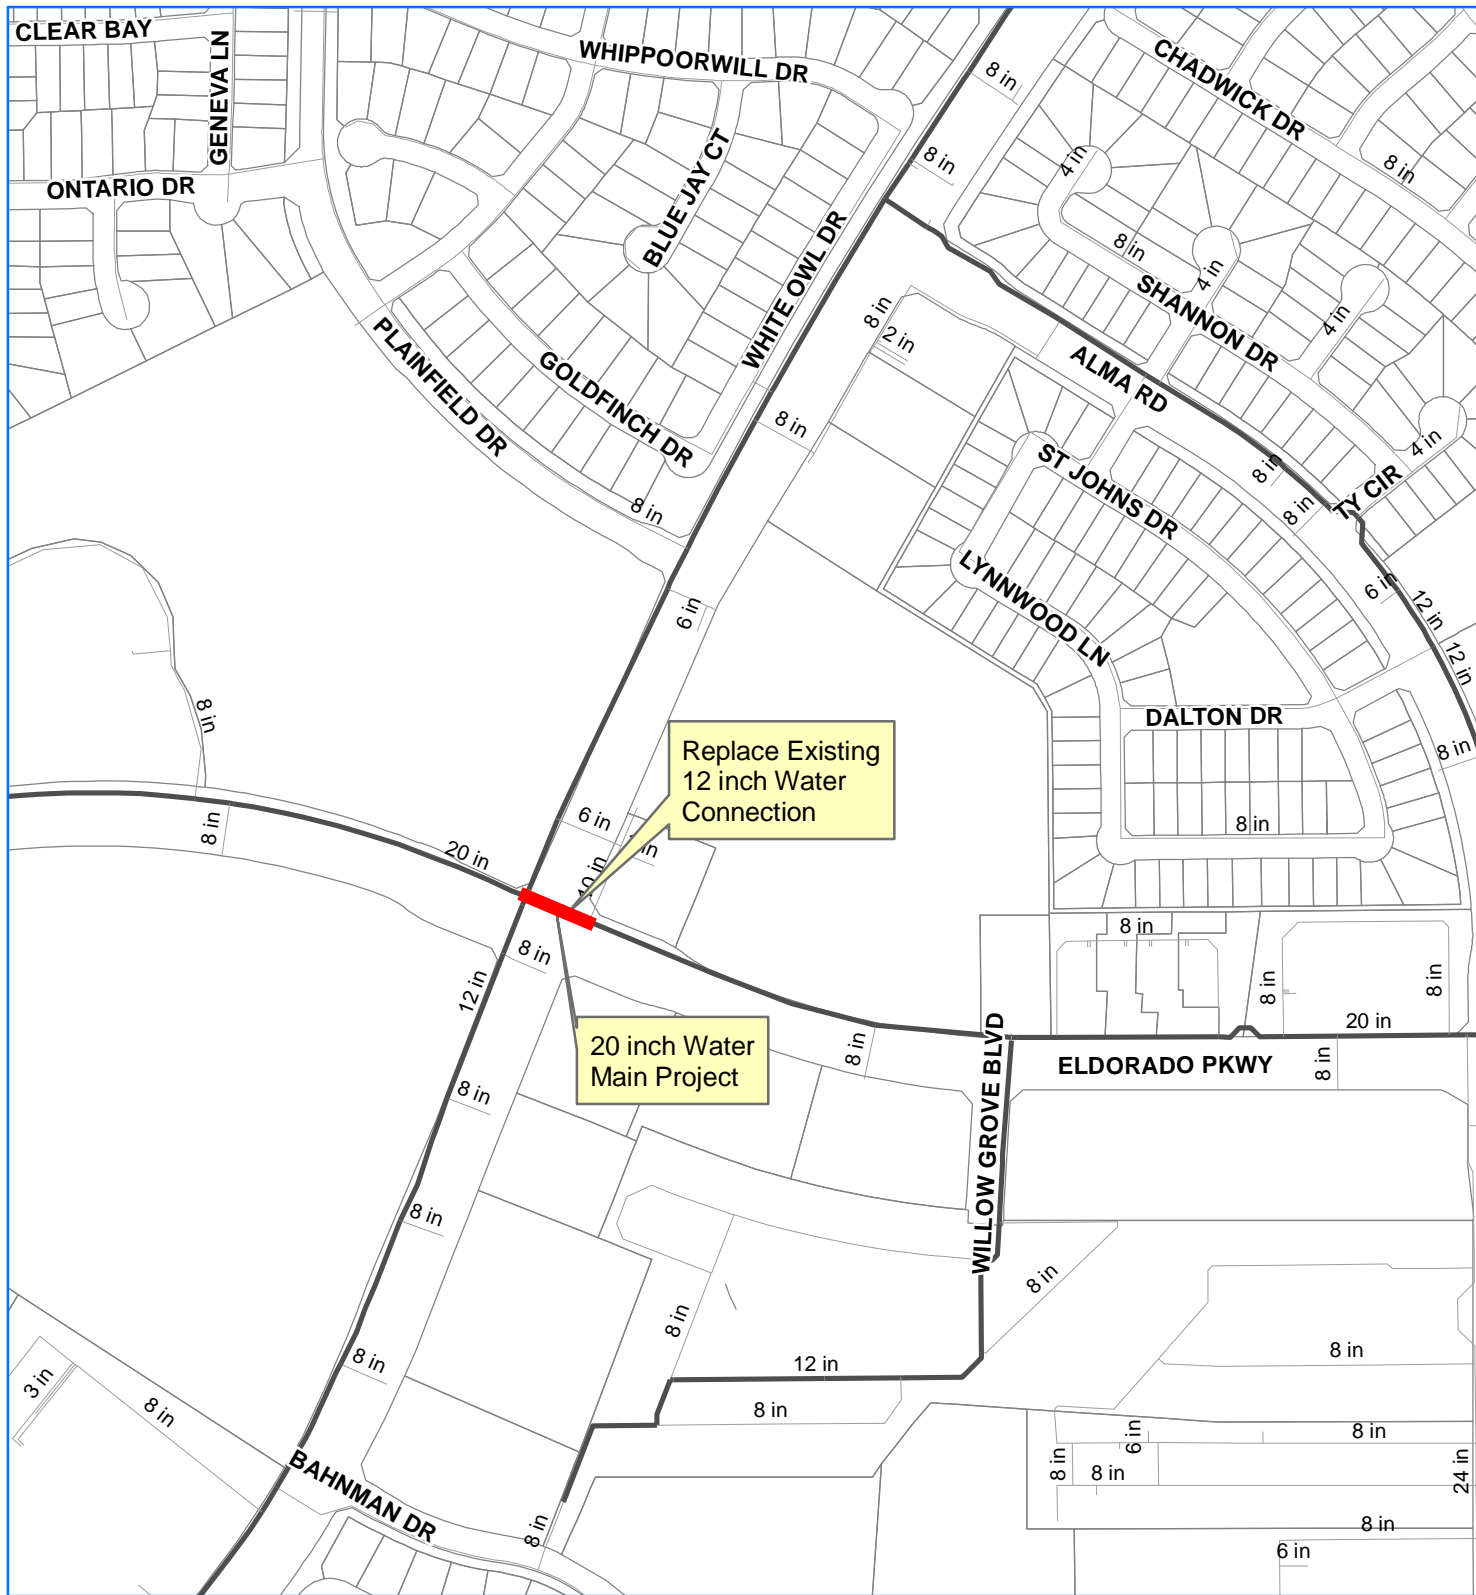 CLEAR BAY
GENEVA LN
WHIPPOORWILL DR
8 in
CHADWICK DR
ONTARIO DR
BLUE JAY CT
8 in
4 in
8 in
WHITE OWL DR
8 in
4 in
SHANNON DR
4 in
PLAINFIELD DR
GOLDFINCH DR
8 in
2 in
ALMA RD
8 in
4 in
ST JOHNS DR
8 in
TY CIR
8 in
8 in
LYNNWOOD LN
6 in
6 in
12 in
12 in
8 in
DALTON DR
8 in
Replace Existing
12 inch Water
Connection
8 in
20 in
6 in
8 in
8 in
12 in
8 in
8 in
8 in
8 in
20 in
20 inch Water
Main Project
8 in
WILLOW GROVE BLVD
ELDORADO PKWY
8 in
8 in
8 in
8 in
8 in
8 in
12 in
8 in
3 in
8 in
8 in
6 in
8 in
8 in
8 in
24 in
BAHNMAN DR
8 in
8 in
6 in